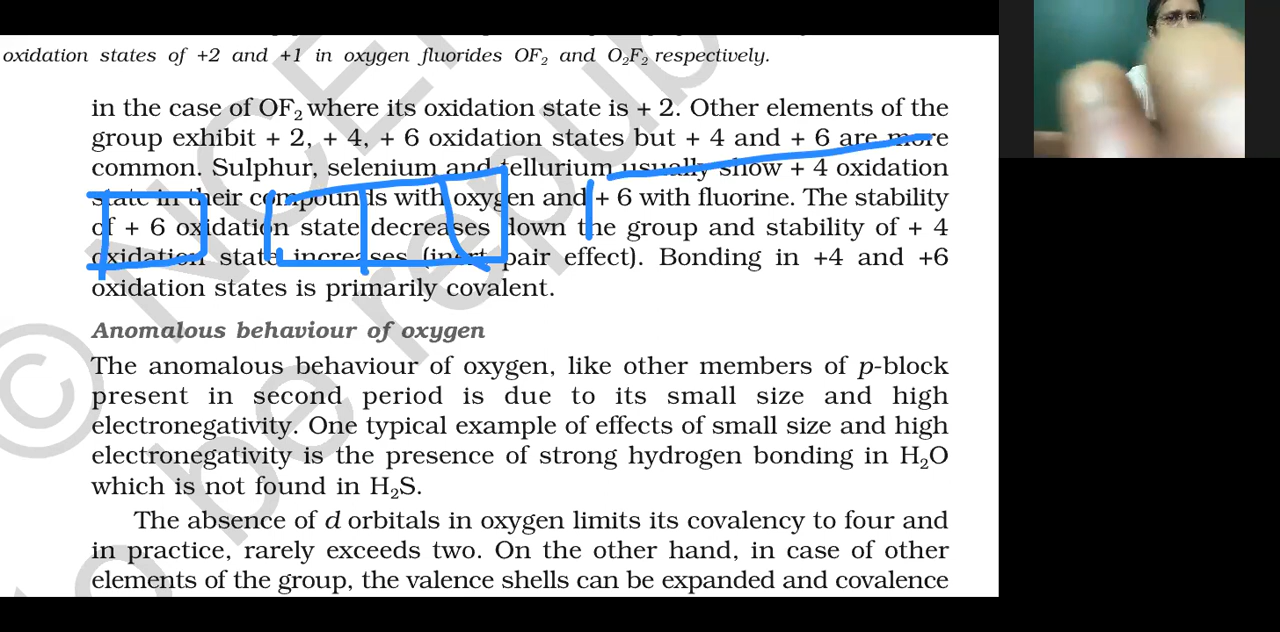 oxidation states of +2 and +1 in oxygen fluorides OF₂ and O₂F₂ respectively.
in the case of OF₂ where its oxidation state is + 2. Other elements of the
group exhibit + 2, + 4, + 6 oxidation states but + 4 and + 6 are more
common. Sulphur, selenium and tellurium usually show + 4 oxidation
state in their compounds with oxygen and + 6 with fluorine. The stability
of + 6 oxidation state decreases down the group and stability of + 4
oxidation state increases (inert pair effect). Bonding in +4 and +6
oxidation states is primarily covalent.
Anomalous behaviour of oxygen
The anomalous behaviour of oxygen, like other members of p-block
present in second period is due to its small size and high
electronegativity. One typical example of effects of small size and high
electronegativity is the presence of strong hydrogen bonding in H₂O
which is not found in H₂S.
The absence of d orbitals in oxygen limits its covalency to four and
in practice, rarely exceeds two. On the other hand, in case of other
elements of the group, the valence shells can be expanded and covalence